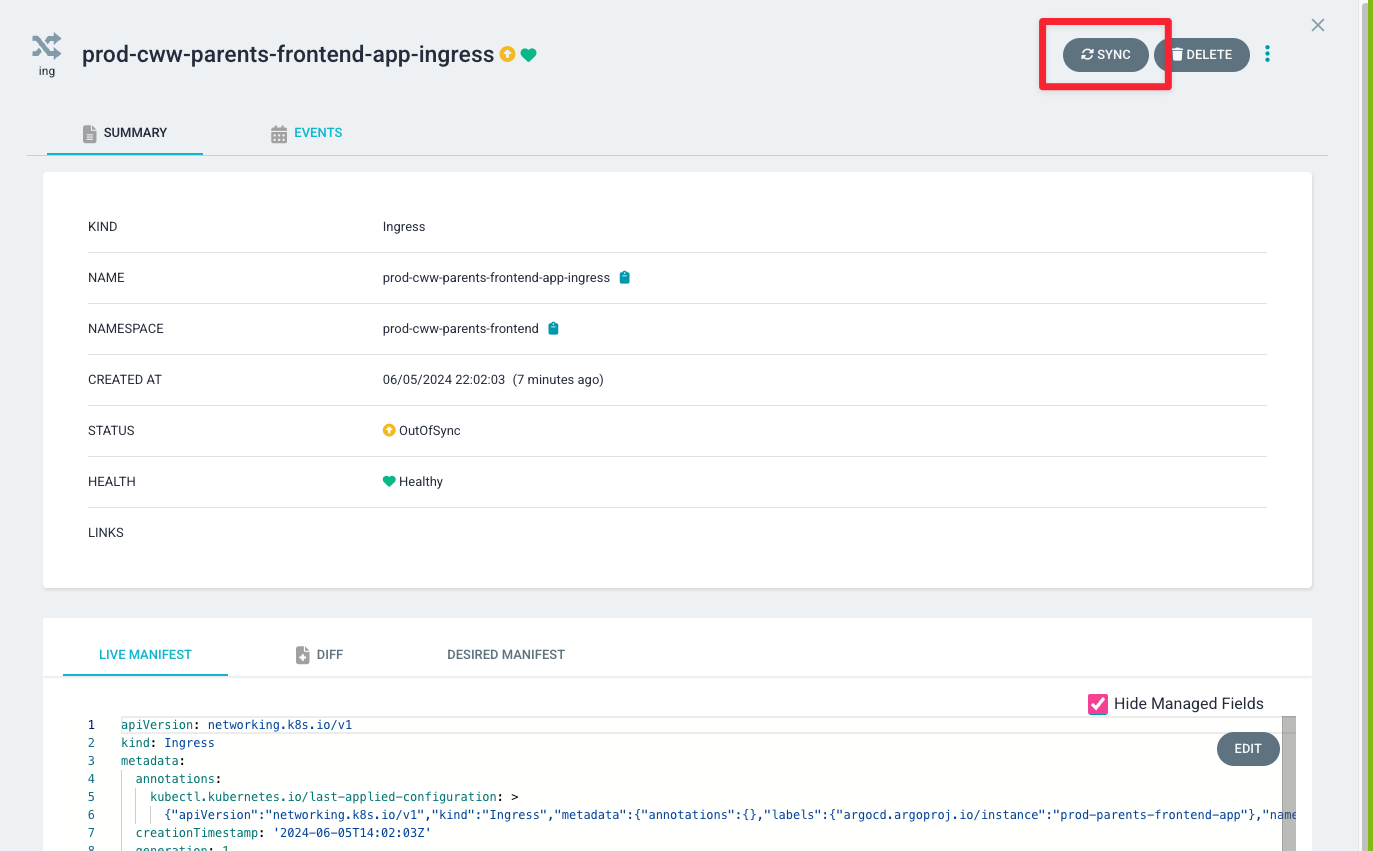 prod-cww-parents-frontend-app-ingress
ing
SYNC
DELETE
SUMMARY
EVENTS
KIND Ingress
NAME prod-cww-parents-frontend-app-ingress
NAMESPACE prod-cww-parents-frontend
CREATED AT 06/05/2024 22:02:03 (7 minutes ago)
STATUS OutOfSync
HEALTH Healthy
LINKS
LIVE MANIFEST
DIFF
DESIRED MANIFEST
Hide Managed Fields
EDIT
1 apiVersion: networking.k8s.io/v1
2 kind: Ingress
3 metadata:
4 annotations:
5 kubectl.kubernetes.io/last-applied-configuration: >
6 {"apiVersion":"networking.k8s.io/v1","kind":"Ingress","metadata":{"annotations":{},"labels":{"argocd.argoproj.io/instance":"prod-parents-frontend-app"},"name
7 creationTimestamp: '2024-06-05T14:02:03Z'
8 generation: 1